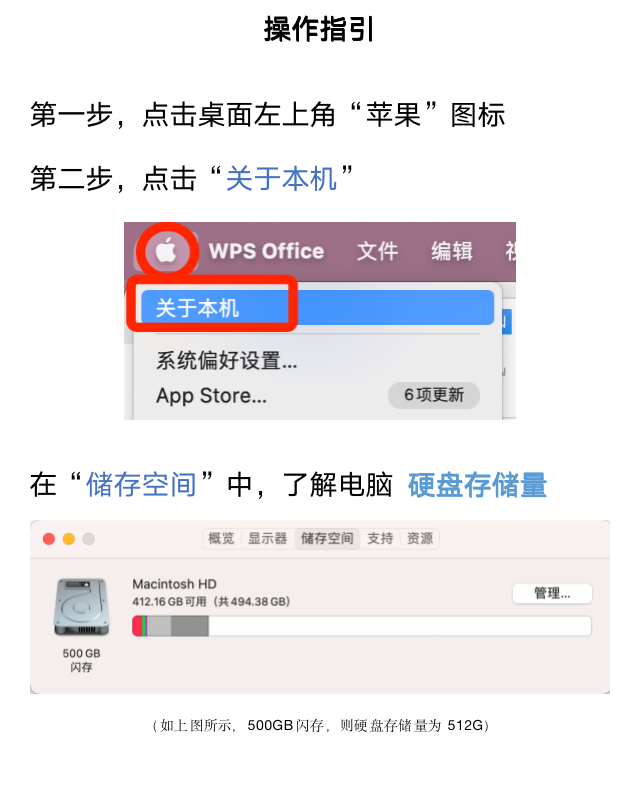 操作指引
第一步，点击桌面左上角“苹果”图标
第二步，点击“关于本机”
WPS Office 文件 编辑
关于本机
系统偏好设置...
App Store... 6项更新
在“储存空间”中，了解电脑 硬盘存储量
概览 显示器 储存空间 支持 资源
Macintosh HD
412.16 GB 可用（共494.38 GB）
管理...
500 GB
闪存
（如上图所示，500GB闪存，则硬盘存储量为 512G）